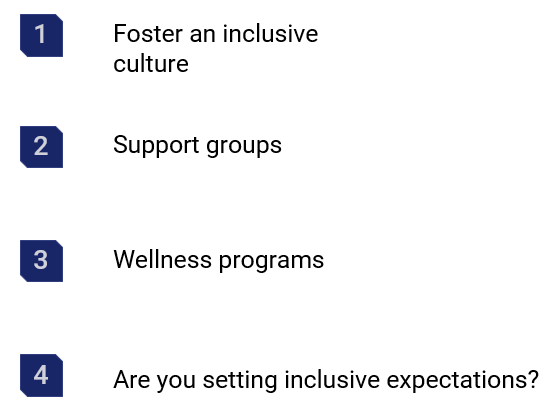 1
Foster an inclusive
culture
2
Support groups
3
Wellness programs
4
Are you setting inclusive expectations?